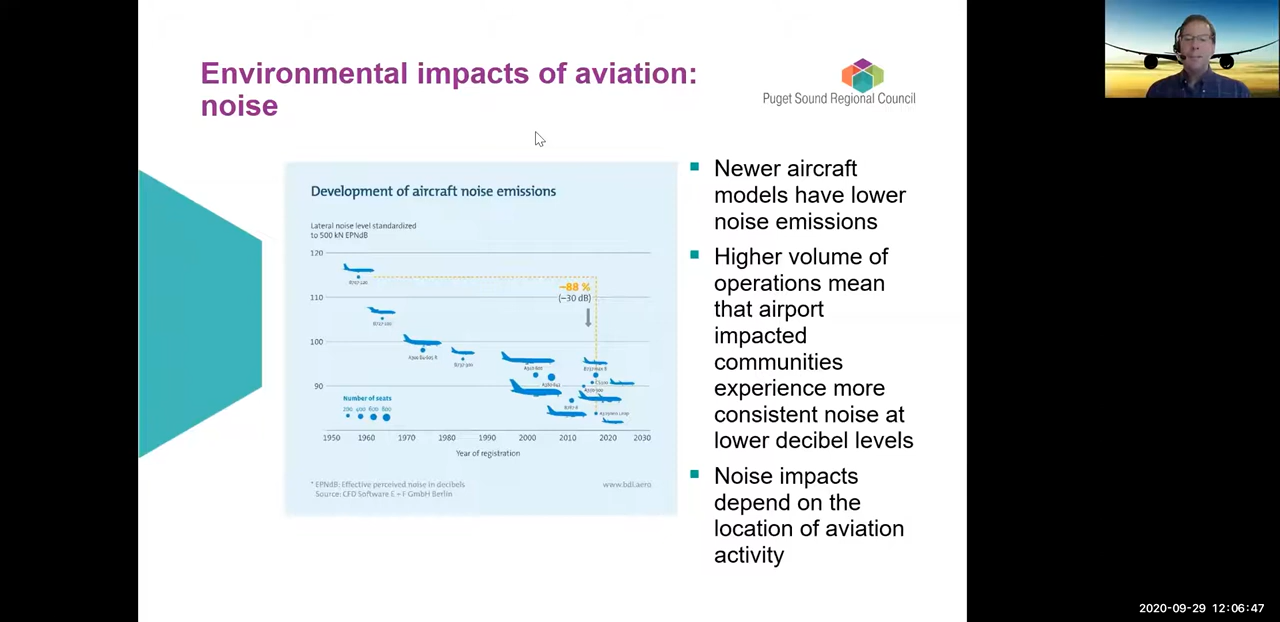 Environmental impacts of aviation:
noise
Puget Sound Regional Council
Development of aircraft noise emissions
Lateral noise level standardized
to 500 kN EPNdB
120
110
100
90
–88 %
(–30 dB)
Number of seats
200 400 600 800
1950 1960 1970 1980 1990 2000 2010 2020 2030
Year of registration
* EPNdB: Effective perceived noise in decibels
Source: CFD Software E + F GmbH Berlin
www.bdl.aero
Newer aircraft
models have lower
noise emissions
Higher volume of
operations mean
that airport
impacted
communities
experience more
consistent noise at
lower decibel levels
Noise impacts
depend on the
location of aviation
activity
2020-09-29 12:06:47